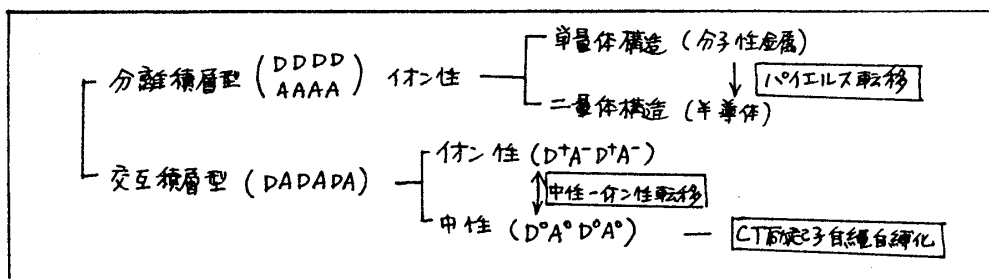 単量体構造 (分子性金属)
分離積層型 (DDDD AAAA) イオン性
パイエルス転移
二量体構造 (半導体)
イオン性 (D⁺A⁻D⁺A⁻)
交互積層型 (DADADA)
中性-イオン性転移
中性 (D⁰A⁰D⁰A⁰)
CT励起子自縄自縛化